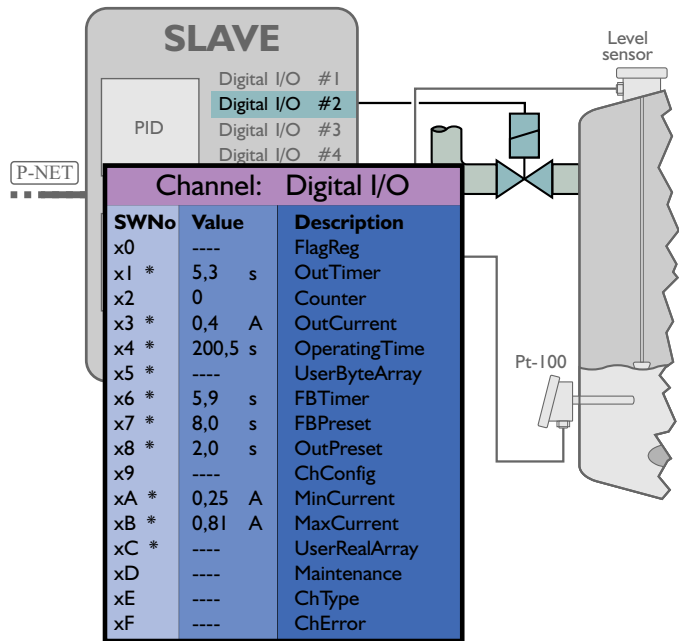 SLAVE
Level
sensor
Digital I/O #1
Digital I/O #2
PID
Digital I/O #3
Digital I/O #4
P-NET
Channel: Digital I/O
SWNo Value Description
x0 ---- FlagReg
x1 * 5,3 s OutTimer
x2 0 Counter
x3 * 0,4 A OutCurrent
x4 * 200,5 s OperatingTime
x5 * ---- UserByteArray
x6 * 5,9 s FBTimer
x7 * 8,0 s FBPreset
x8 * 2,0 s OutPreset
x9 ---- ChConfig
xA * 0,25 A MinCurrent
xB * 0,81 A MaxCurrent
xC * ---- UserRealArray
xD ---- Maintenance
xE ---- ChType
xF ---- ChError
Pt-100